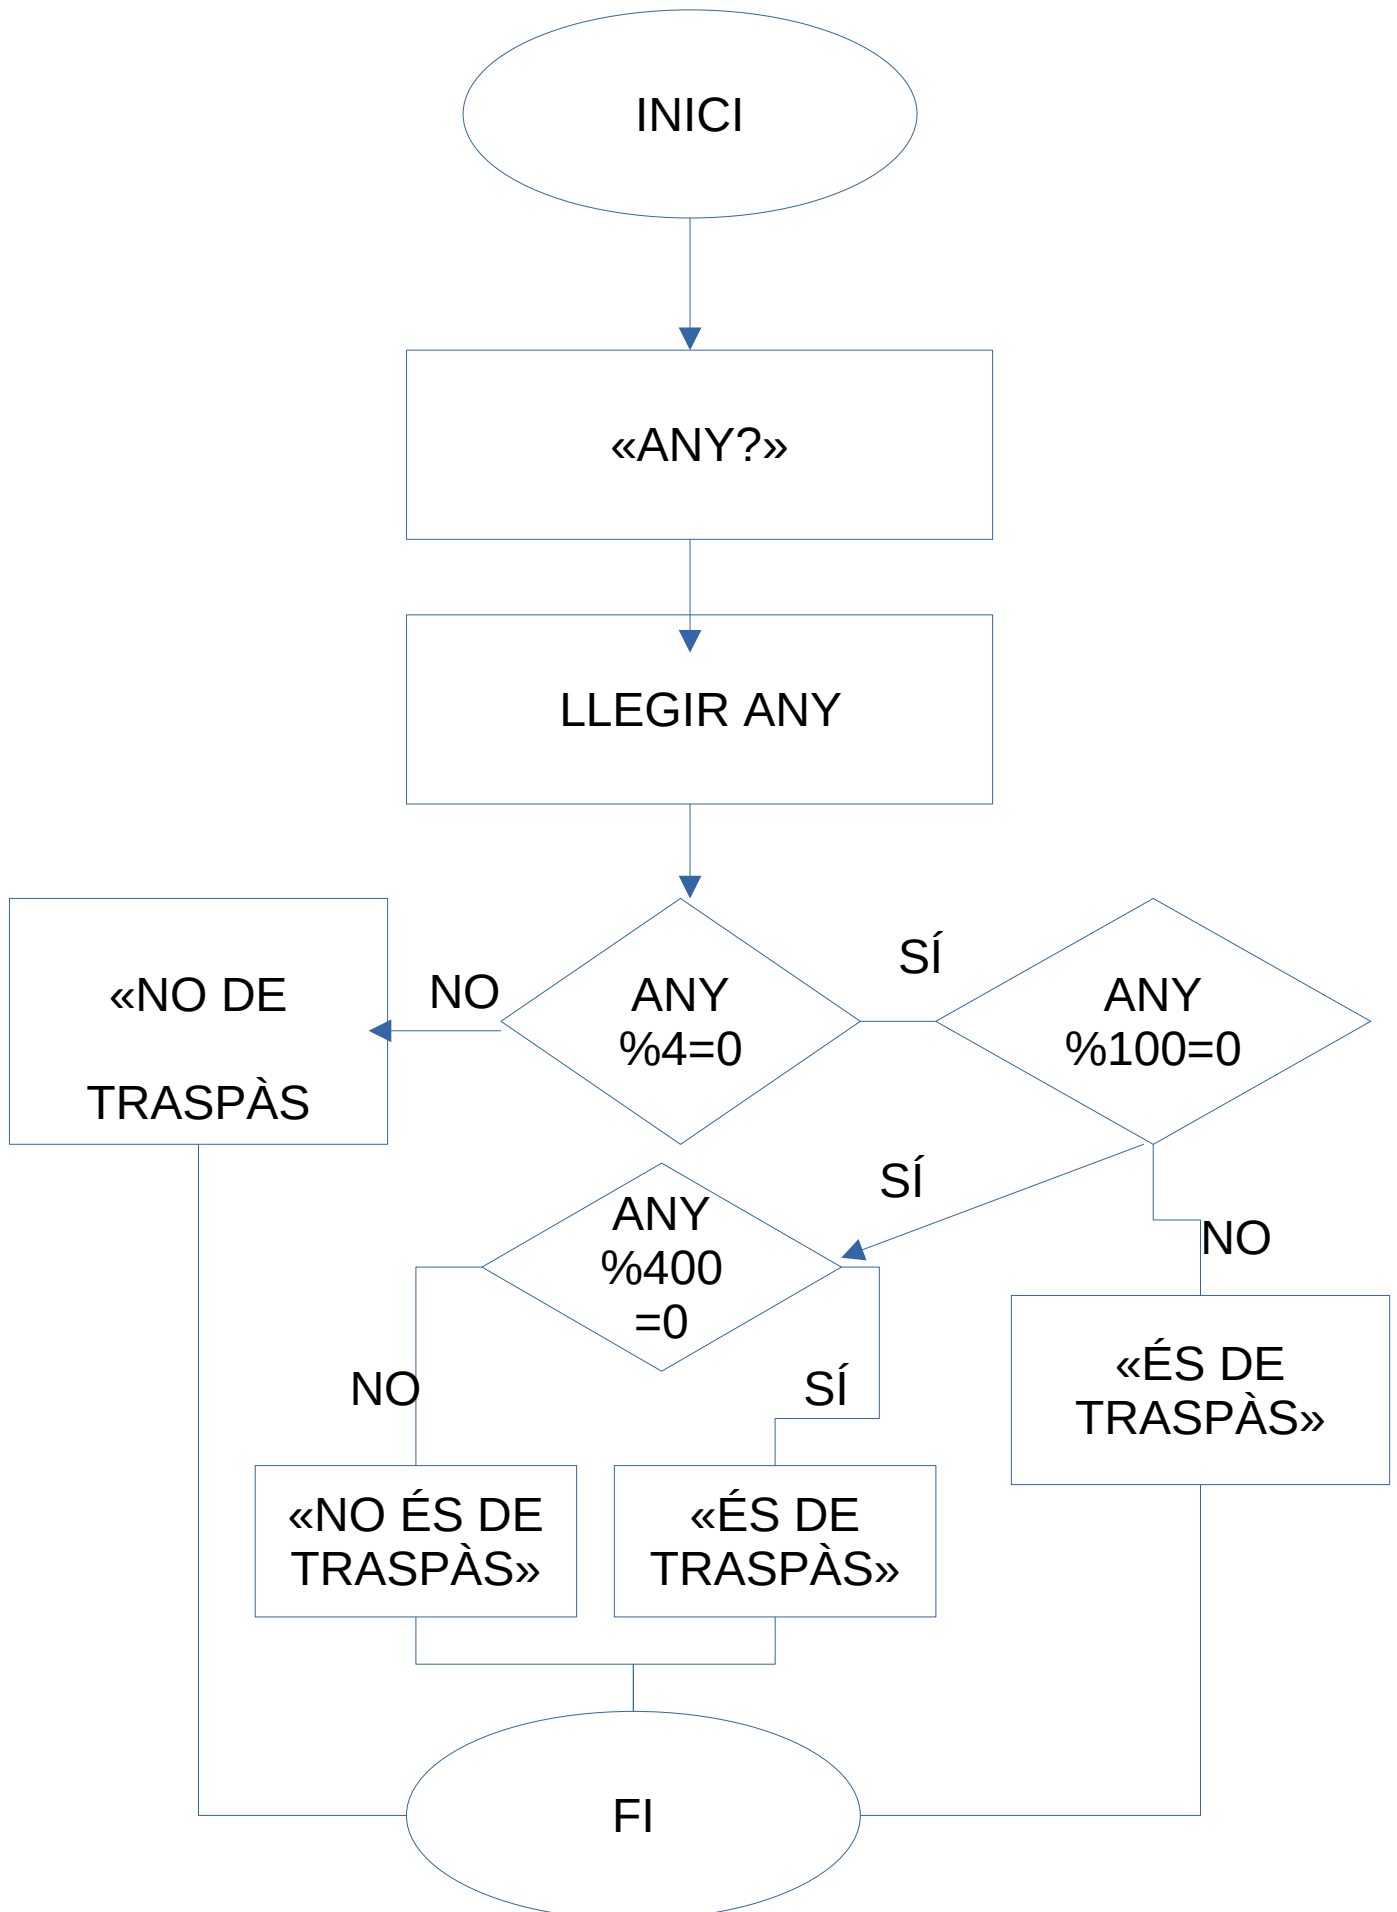 INICI
«ANY?»
LLEGIR ANY
«NO DE
TRASPÀS
NO
ANY
%4=0
SÍ
ANY
%100=0
SÍ
NO
ANY
%400
=0
NO
SÍ
«ÉS DE
TRASPÀS»
«NO ÉS DE
TRASPÀS»
«ÉS DE
TRASPÀS»
FI